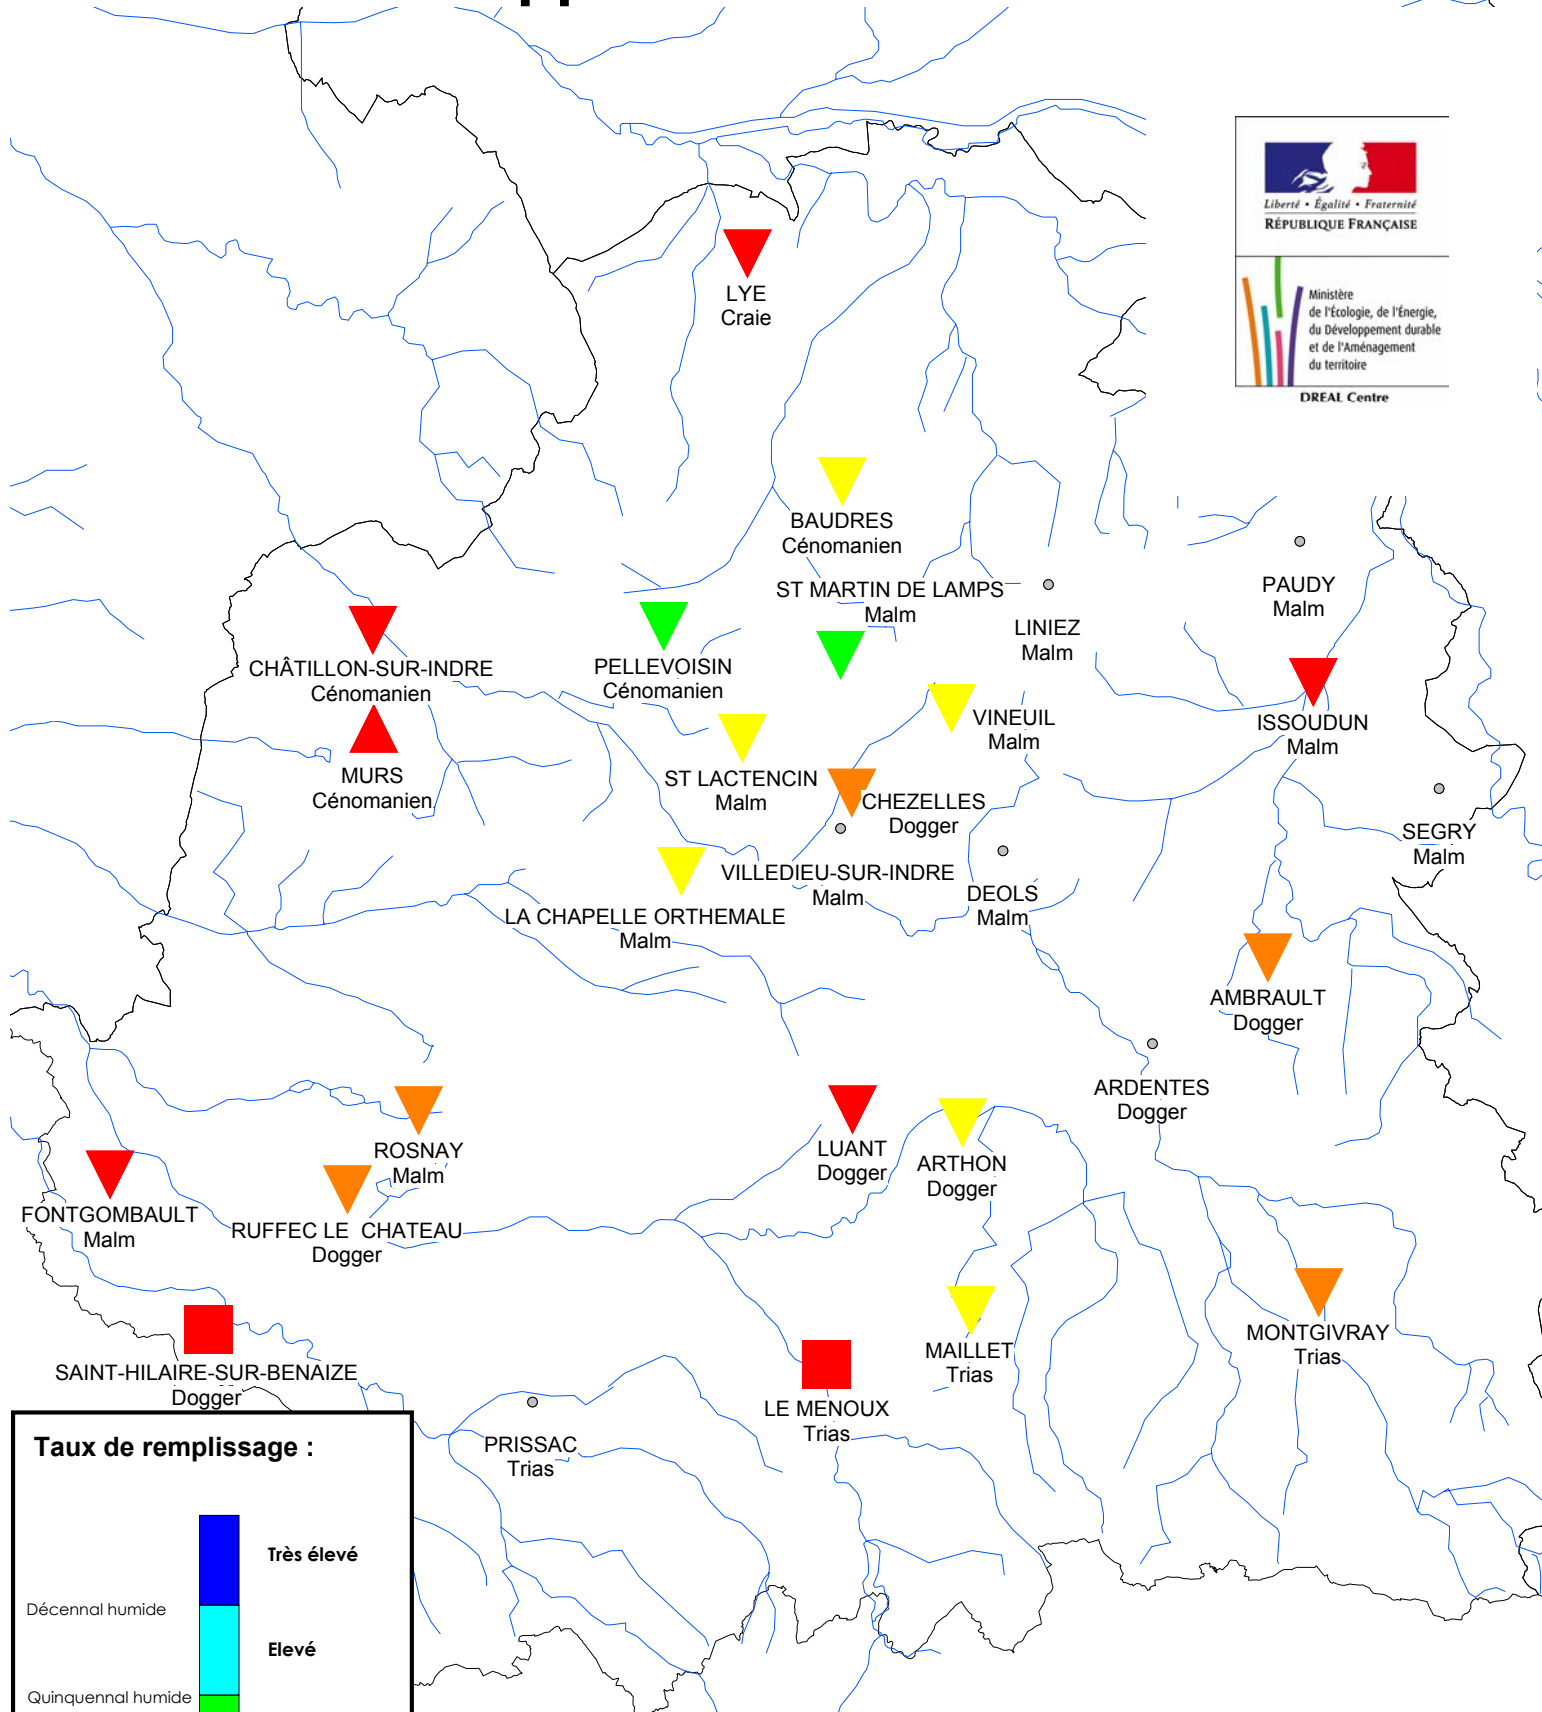 Liberté • Égalité • Fraternité
RÉPUBLIQUE FRANÇAISE
Ministère
de l'Écologie, de l'Énergie,
du Développement durable
et de l'Aménagement
du territoire
DREAL Centre
LYE
Craie
BAUDRES
Cénomanien
ST MARTIN DE LAMPS
Malm
LINIEZ
Malm
PAUDY
Malm
CHÂTILLON-SUR-INDRE
Cénomanien
PELLEVOISIN
Cénomanien
VINEUIL
Malm
ISSOUDUN
Malm
MURS
Cénomanien
ST LACTENCIN
Malm
CHEZELLES
Dogger
SEGRY
Malm
VILLEDIEU-SUR-INDRE
Malm
DEOLS
Malm
LA CHAPELLE ORTHEMALE
Malm
AMBRAULT
Dogger
ARDENTES
Dogger
ROSNAY
Malm
LUANT
Dogger
ARTHON
Dogger
FONTGOMBAULT
Malm
RUFFEC LE  CHATEAU
Dogger
MAILLET
Trias
MONTGIVRAY
Trias
SAINT-HILAIRE-SUR-BENAIZE
Dogger
LE MENOUX
Trias
PRISSAC
Trias
Taux de remplissage :
Très élevé
Décennal humide
Elevé
Quinquennal humide